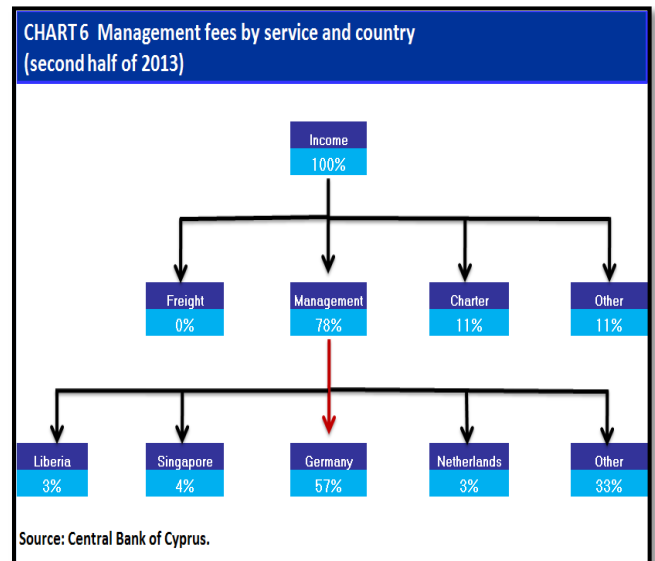 CHART 6 Management fees by service and country
(second half of 2013)
Income
100%
Freight Management Charter Other
0% 78% 11% 11%
Liberia Singapore Germany Netherlands Other
3% 4% 57% 3% 33%
Source: Central Bank of Cyprus.